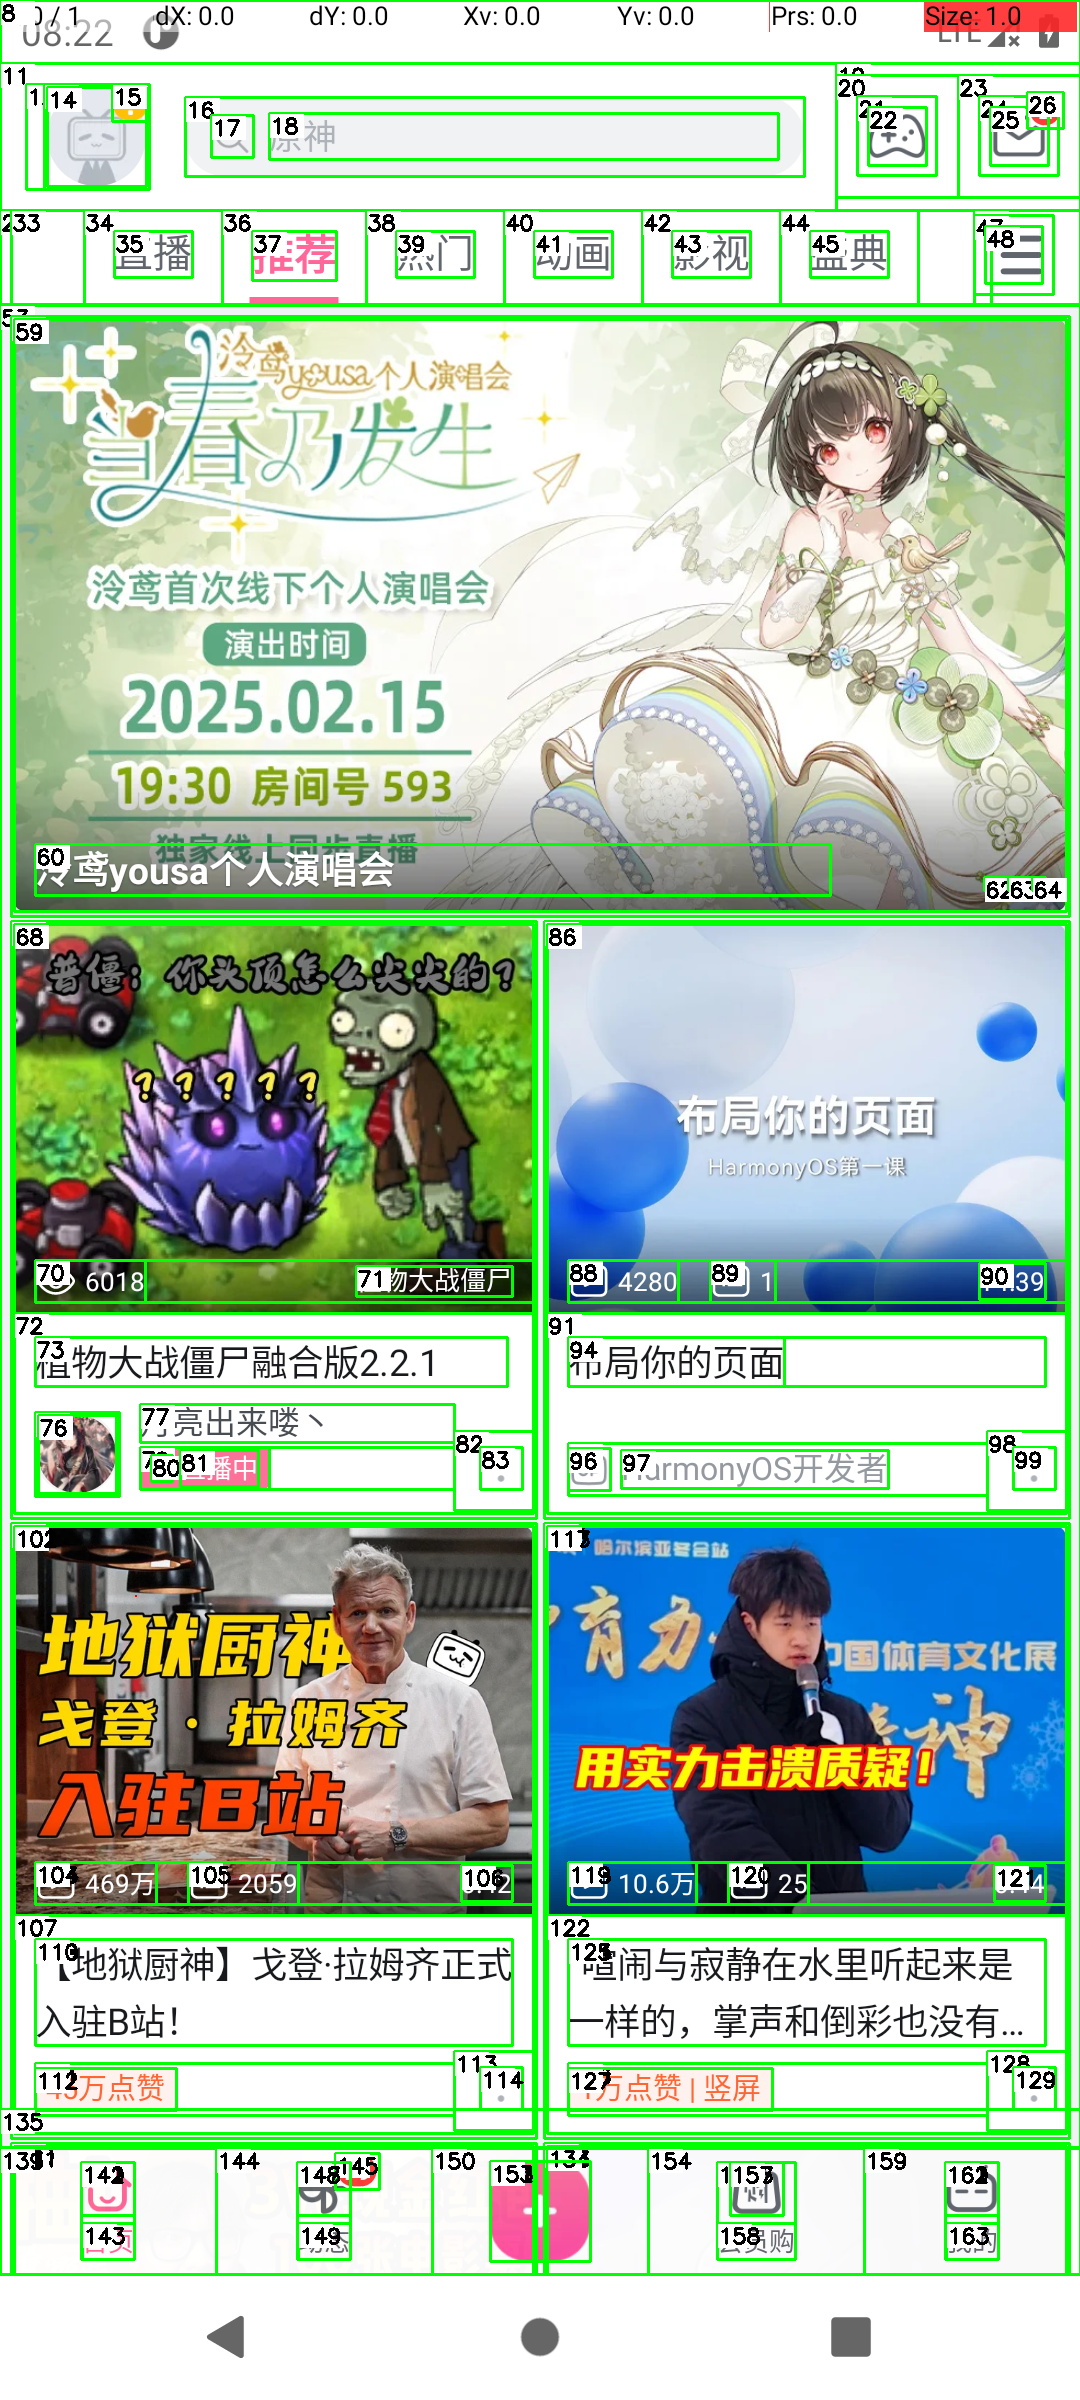 0 / 1 dX: 0.0 dY: 0.0 Xv: 0.0 Yv: 0.0 Prs: 0.0 Size: 1.0
08:22 LTE
原神
直播 推荐 热门 动画 影视 盛典
泠鸢yousa个人演唱会
当春乃发生
泠鸢首次线下个人演唱会
演出时间
2025.02.15
19:30 房间号 593
独家线上同步直播
泠鸢yousa个人演唱会
普僵：你头顶怎么尖尖的？
? ? ? ? ?
6018 植物大战僵尸
植物大战僵尸融合版2.2.1
月亮出来喽丶
直播中
布局你的页面
HarmonyOS第一课
4280 1
布局你的页面
HarmonyOS开发者
地狱厨神
戈登·拉姆齐
入驻B站
469万 2059
【地狱厨神】戈登·拉姆齐正式
入驻B站！
万点赞
哈尔滨亚冬会站
中国体育文化展
用实力击溃质疑！
10.6万 25
喧闹与寂静在水里听起来是
一样的，掌声和倒彩也没有…
万点赞 | 竖屏
首页 动态 会员购 我的